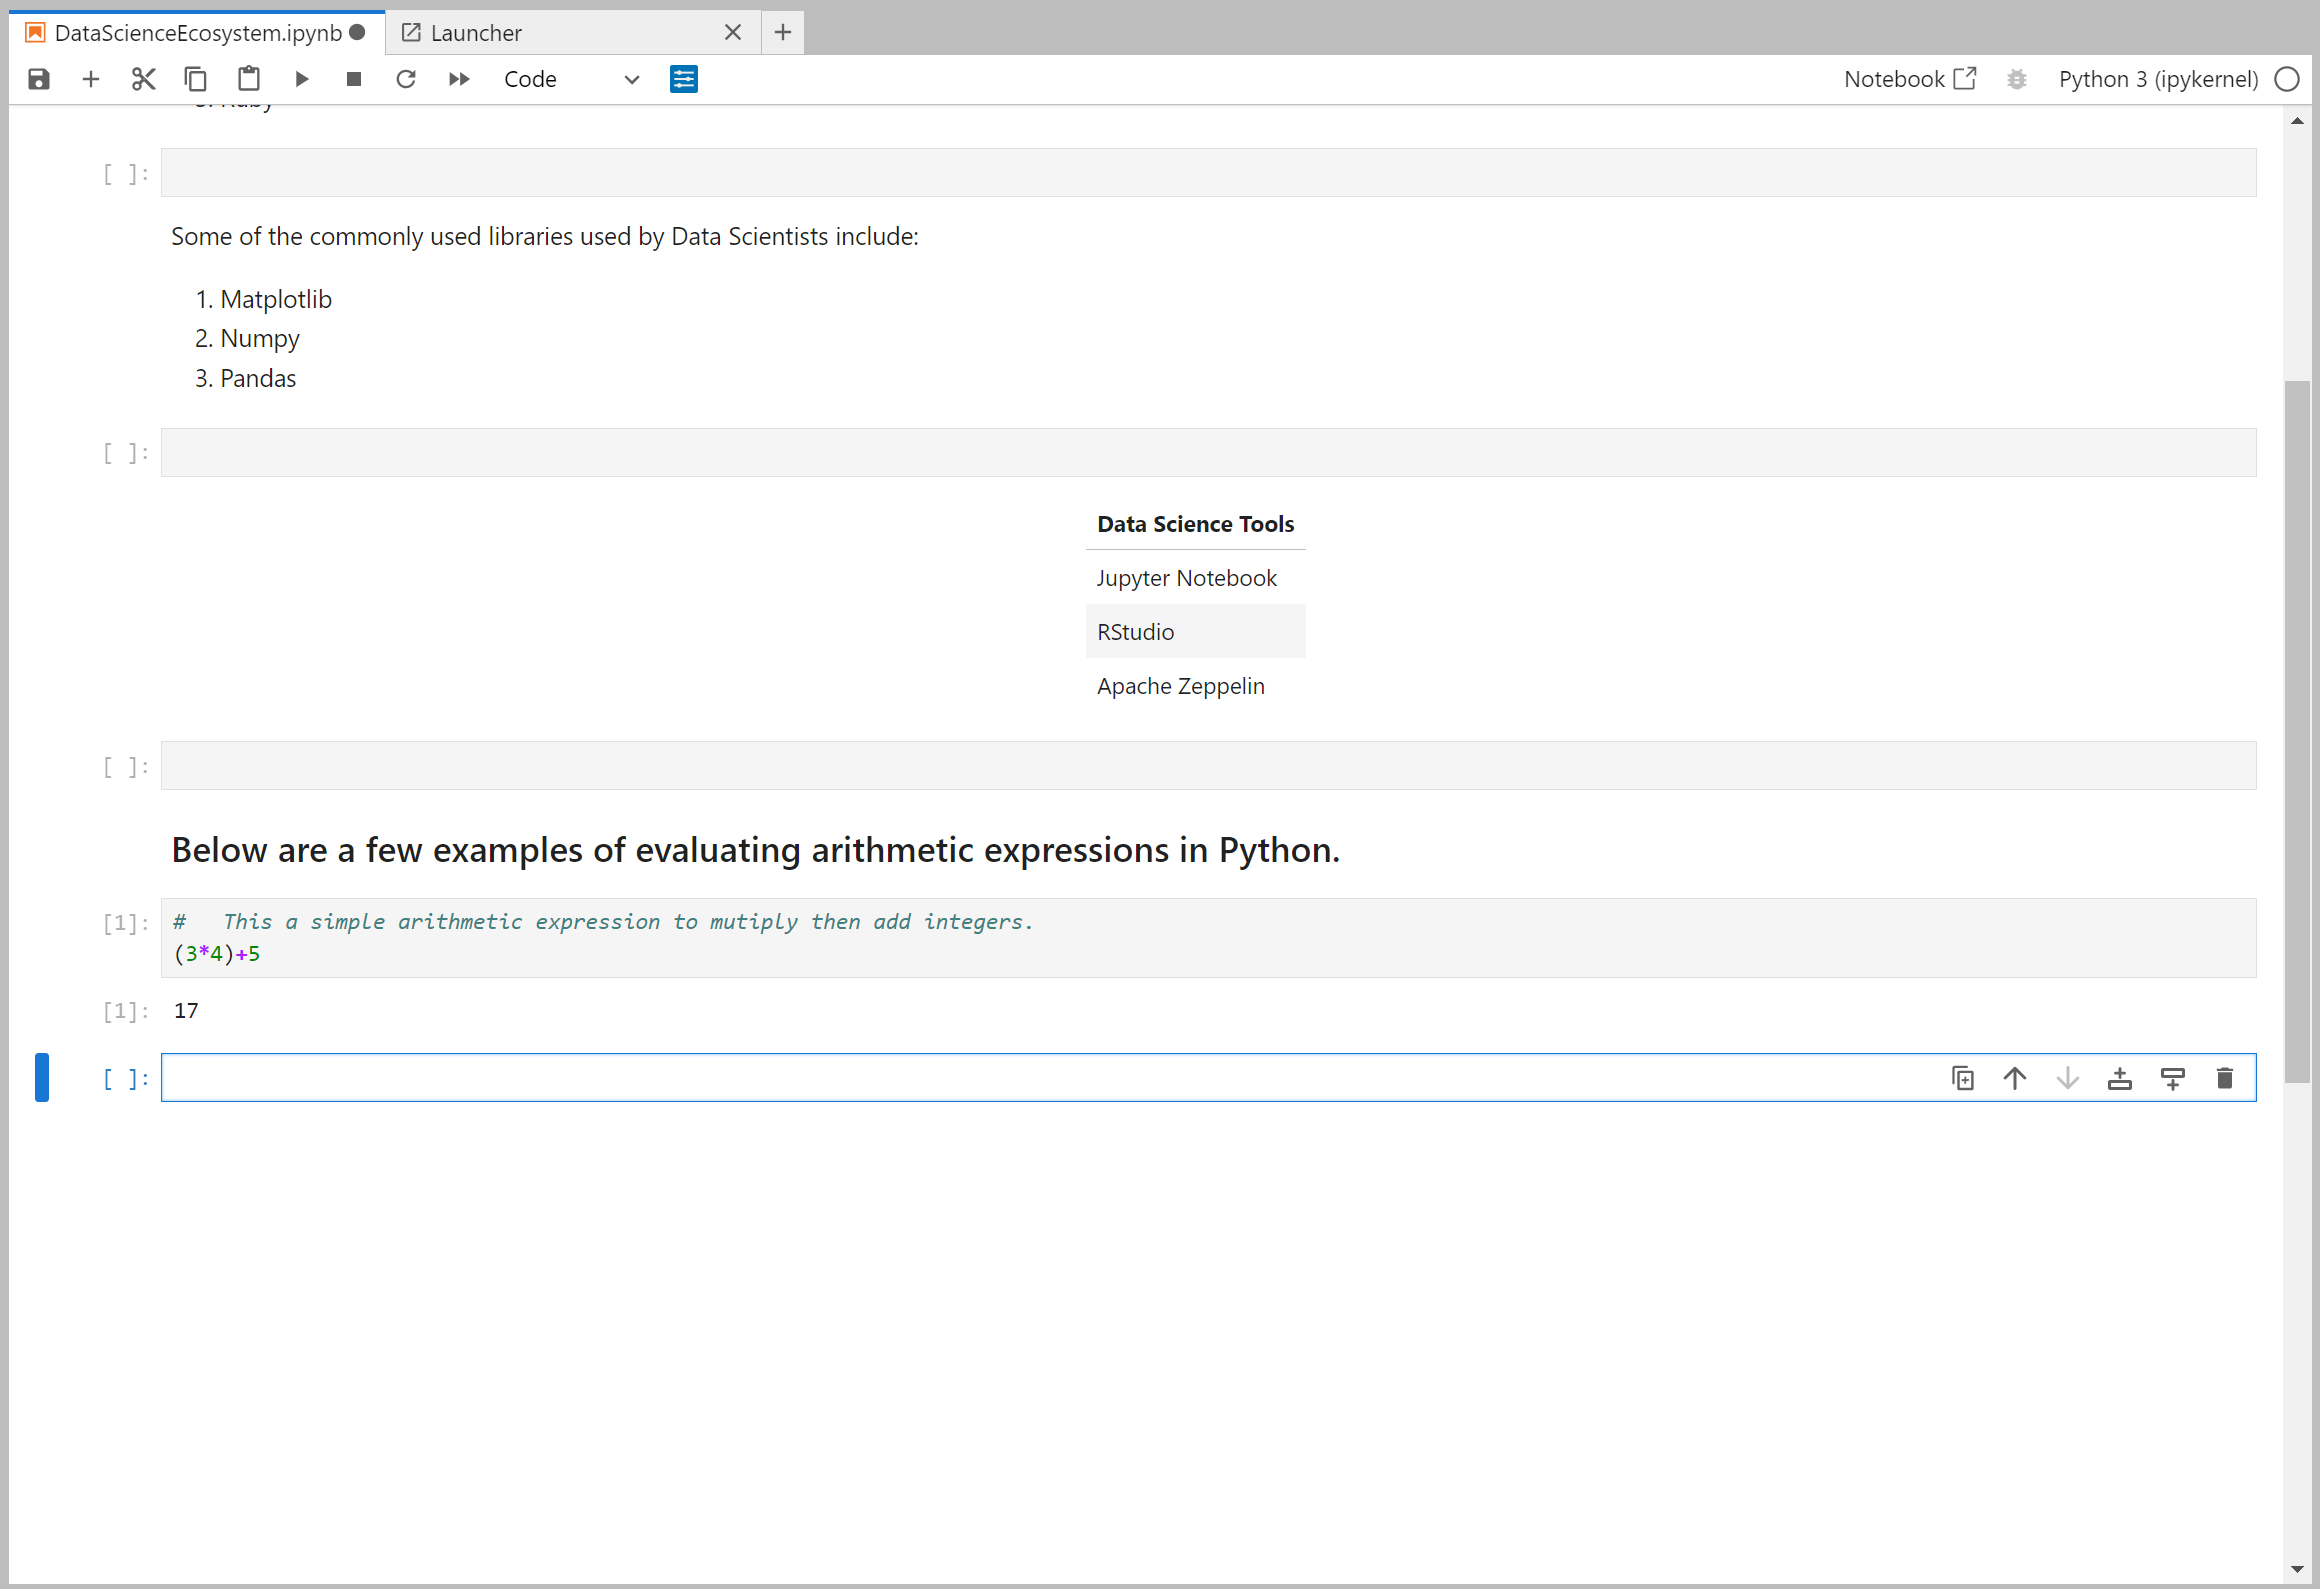 DataScienceEcosystem.ipynb
Launcher
Code
Notebook
Python 3 (ipykernel)
[ ]:
Some of the commonly used libraries used by Data Scientists include:
1. Matplotlib
2. Numpy
3. Pandas
[ ]:
Data Science Tools
Jupyter Notebook
RStudio
Apache Zeppelin
[ ]:
Below are a few examples of evaluating arithmetic expressions in Python.
[1]:
#   This a simple arithmetic expression to mutiply then add integers.
(3*4)+5
[1]:
17
[ ]: